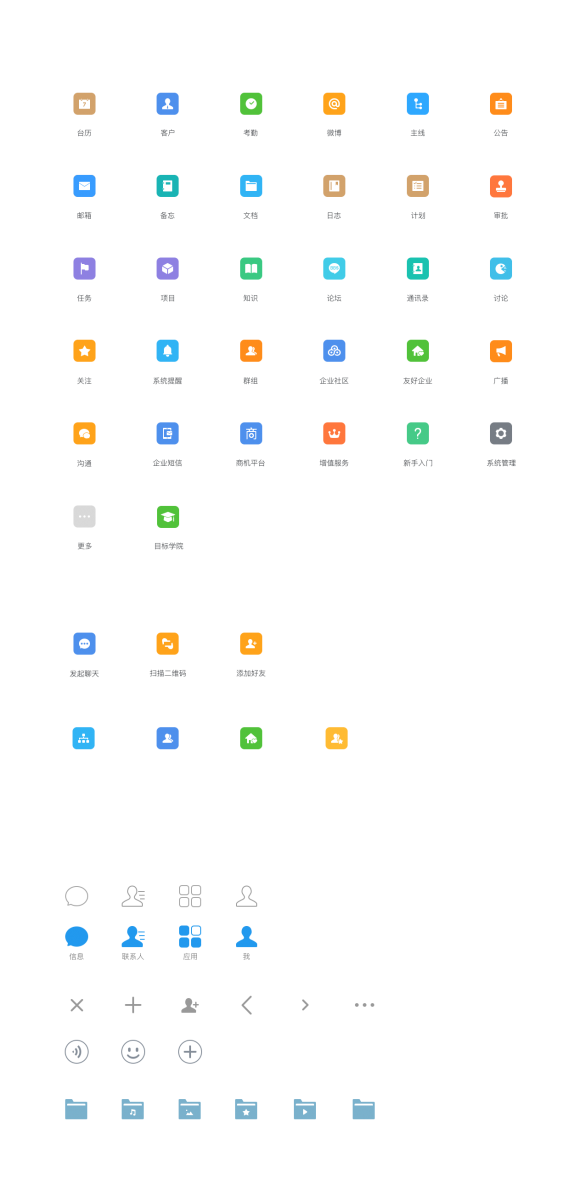 台历 客户 考勤 微博 主线 公告
邮箱 备忘 文档 日志 计划 审批
任务 项目 知识 论坛 通讯录 讨论
关注 系统提醒 群组 企业社区 友好企业 广播
沟通 企业短信 商机平台 增值服务 新手入门 系统管理
更多 目标学院
发起聊天 扫描二维码 添加好友
信息 联系人 应用 我